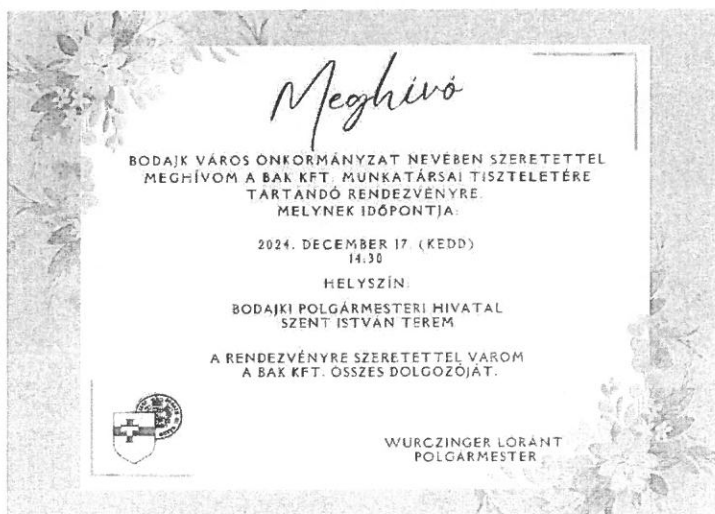 Meghívó
BODAJK VÁROS ÖNKORMÁNYZAT NEVÉBEN SZERETETTEL
MEGHÍVOM A BAK KFT. MUNKATÁRSAI TISZTELETÉRE
TARTANDÓ RENDEZVÉNYRE.
MELYNEK IDŐPONTJA:
2024. DECEMBER 17. (KEDD)
14:30
HELYSZÍN:
BODAJKI POLGÁRMESTERI HIVATAL
SZENT ISTVÁN TEREM
A RENDEZVÉNYRE SZERETETTEL VÁROM
A BAK KFT. ÖSSZES DOLGOZÓJÁT.
WURCZINGER LÓRÁNT
POLGÁRMESTER